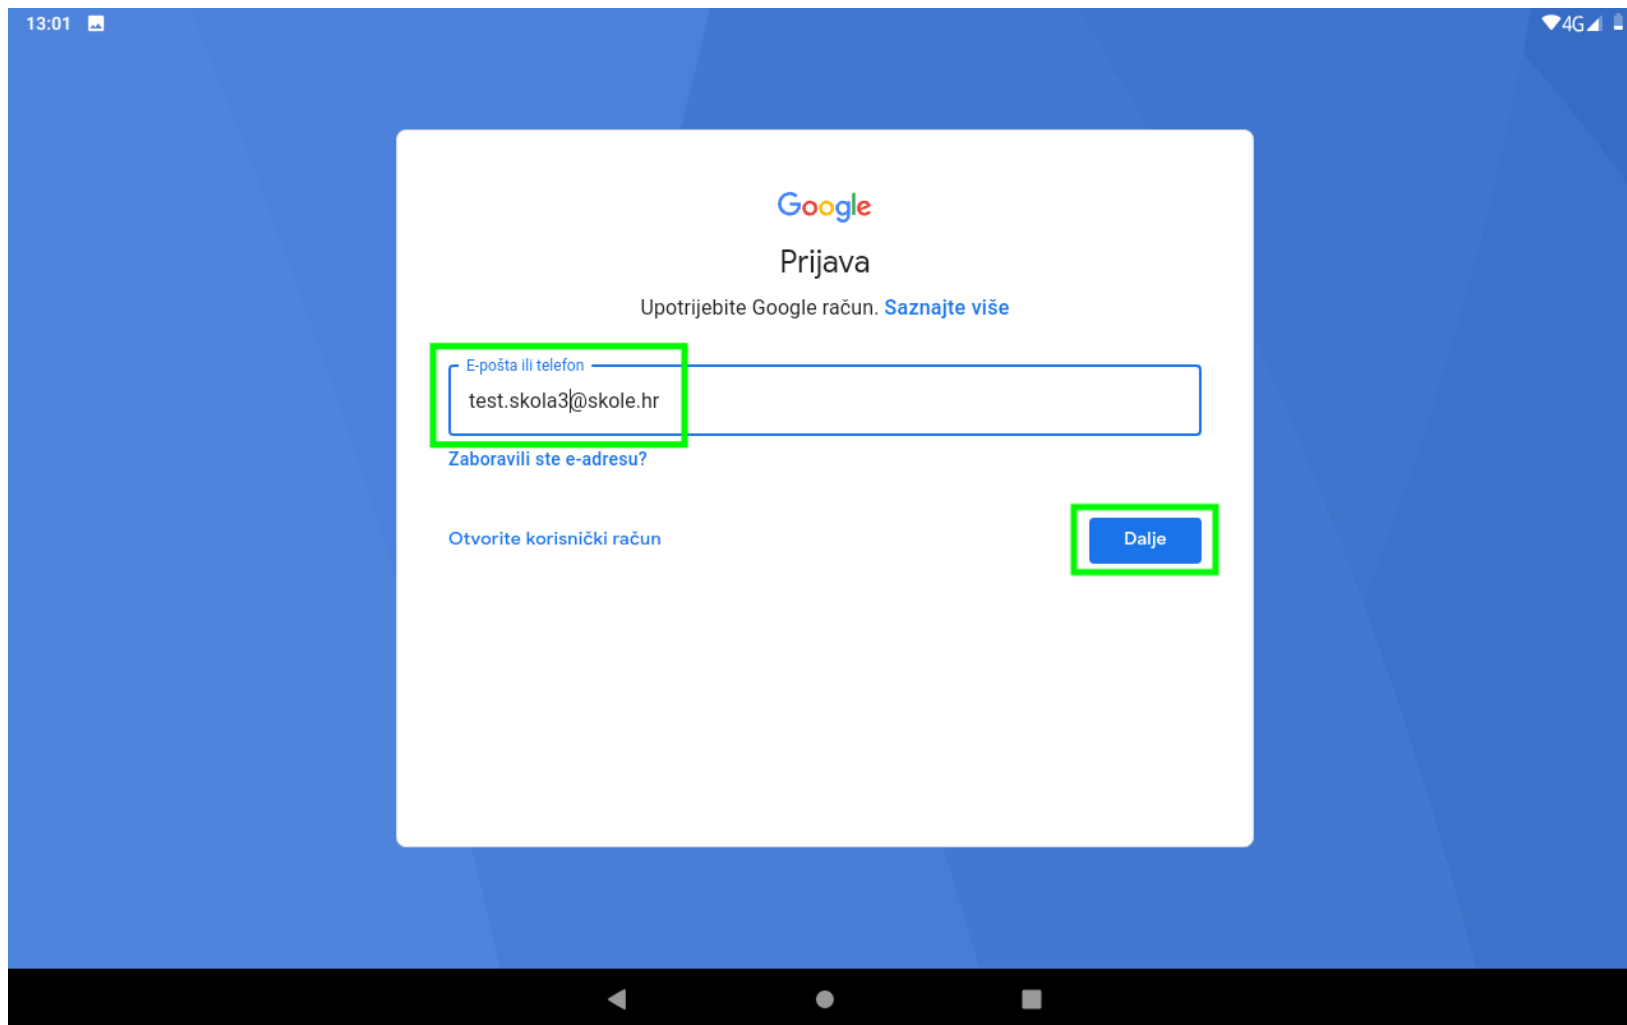 13:01 4G
Google
Prijava
Upotrijebite Google račun. Saznajte više
E-pošta ili telefon
test.skola3@skole.hr
Zaboravili ste e-adresu?
Otvorite korisnički račun Dalje